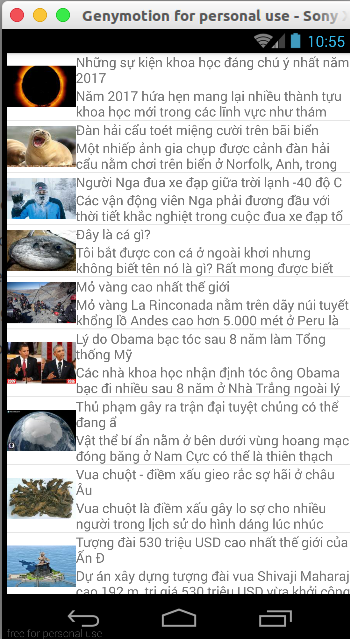 Genymotion for personal use - Sony X
10:55
Những sự kiện khoa học đáng chú ý nhất năm
2017
Năm 2017 hứa hẹn mang lại nhiều thành tựu
khoa học mới trong các lĩnh vực như thám
Đàn hải cẩu toét miệng cười trên bãi biển
Một nhiếp ảnh gia chụp được cảnh đàn hải
cẩu nằm chơi trên biển ở Norfolk, Anh, trong
Người Nga đua xe đạp giữa trời lạnh -40 độ C
Các vận động viên Nga phải đương đầu với
thời tiết khắc nghiệt trong cuộc đua xe đạp tổ
Đây là cá gì?
Tôi bắt được con cá ở ngoài khơi nhưng
không biết tên nó là gì? Rất mong được biết
Mỏ vàng cao nhất thế giới
Mỏ vàng La Rinconada nằm trên dãy núi tuyết
khổng lồ Andes cao hơn 5.000 mét ở Peru là
Lý do Obama bạc tóc sau 8 năm làm Tổng
thống Mỹ
Các nhà khoa học nhận định tóc ông Obama
bạc đi nhiều sau 8 năm ở Nhà Trắng ngoài lý
Thủ phạm gây ra trận đại tuyệt chủng có thể
đang ẩ
Vật thể bí ẩn nằm ở bên dưới vùng hoang mạc
đóng băng ở Nam Cực có thể là thiên thạch
Vua chuột - điềm xấu gieo rắc sợ hãi ở châu
Âu
Vua chuột là điềm xấu gây lo sợ cho nhiều
người trong lịch sử do hình dáng lúc nhúc
Tượng đài 530 triệu USD cao nhất thế giới của
Ấn Đ
Dự án xây dựng tượng đài vua Shivaji Maharaj
cao 192 m, trị giá 530 triệu USD vừa khởi công
free for personal use